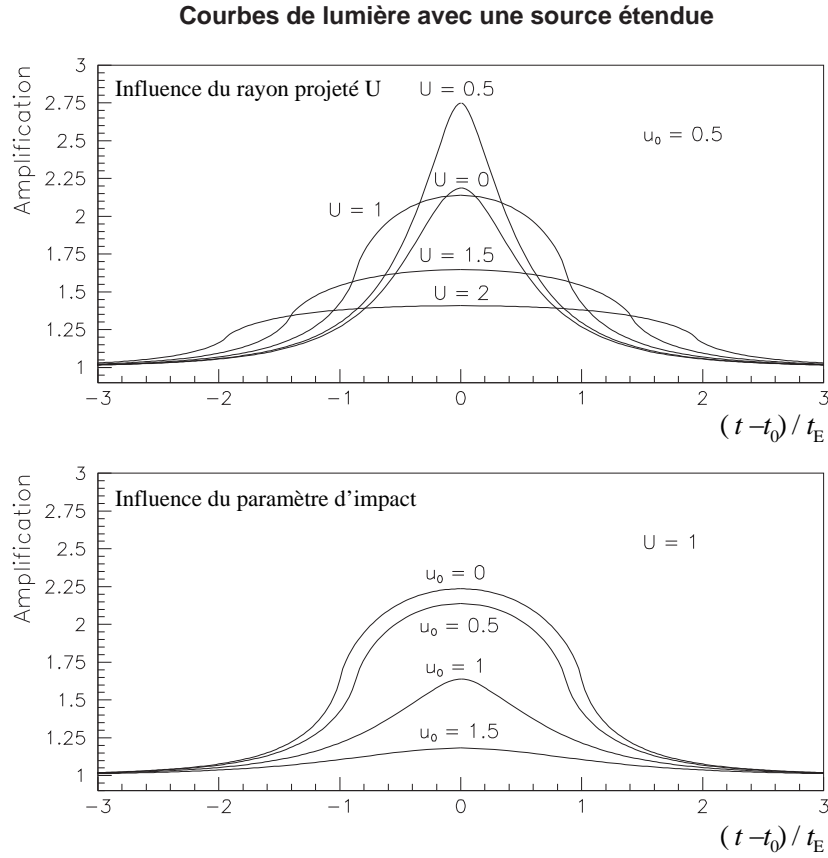 Courbes de lumière avec une source étendue
Amplification
3
2.75
2.5
2.25
2
1.75
1.5
1.25
1
Influence du rayon projeté U
U = 0.5
u₀ = 0.5
U = 0
U = 1
U = 1.5
U = 2
−3 −2 −1 0 1 2 3
(t −t₀) / t_E
Amplification
3
2.75
2.5
2.25
2
1.75
1.5
1.25
1
Influence du paramètre d'impact
U = 1
u₀ = 0
u₀ = 0.5
u₀ = 1
u₀ = 1.5
−3 −2 −1 0 1 2 3
(t −t₀) / t_E